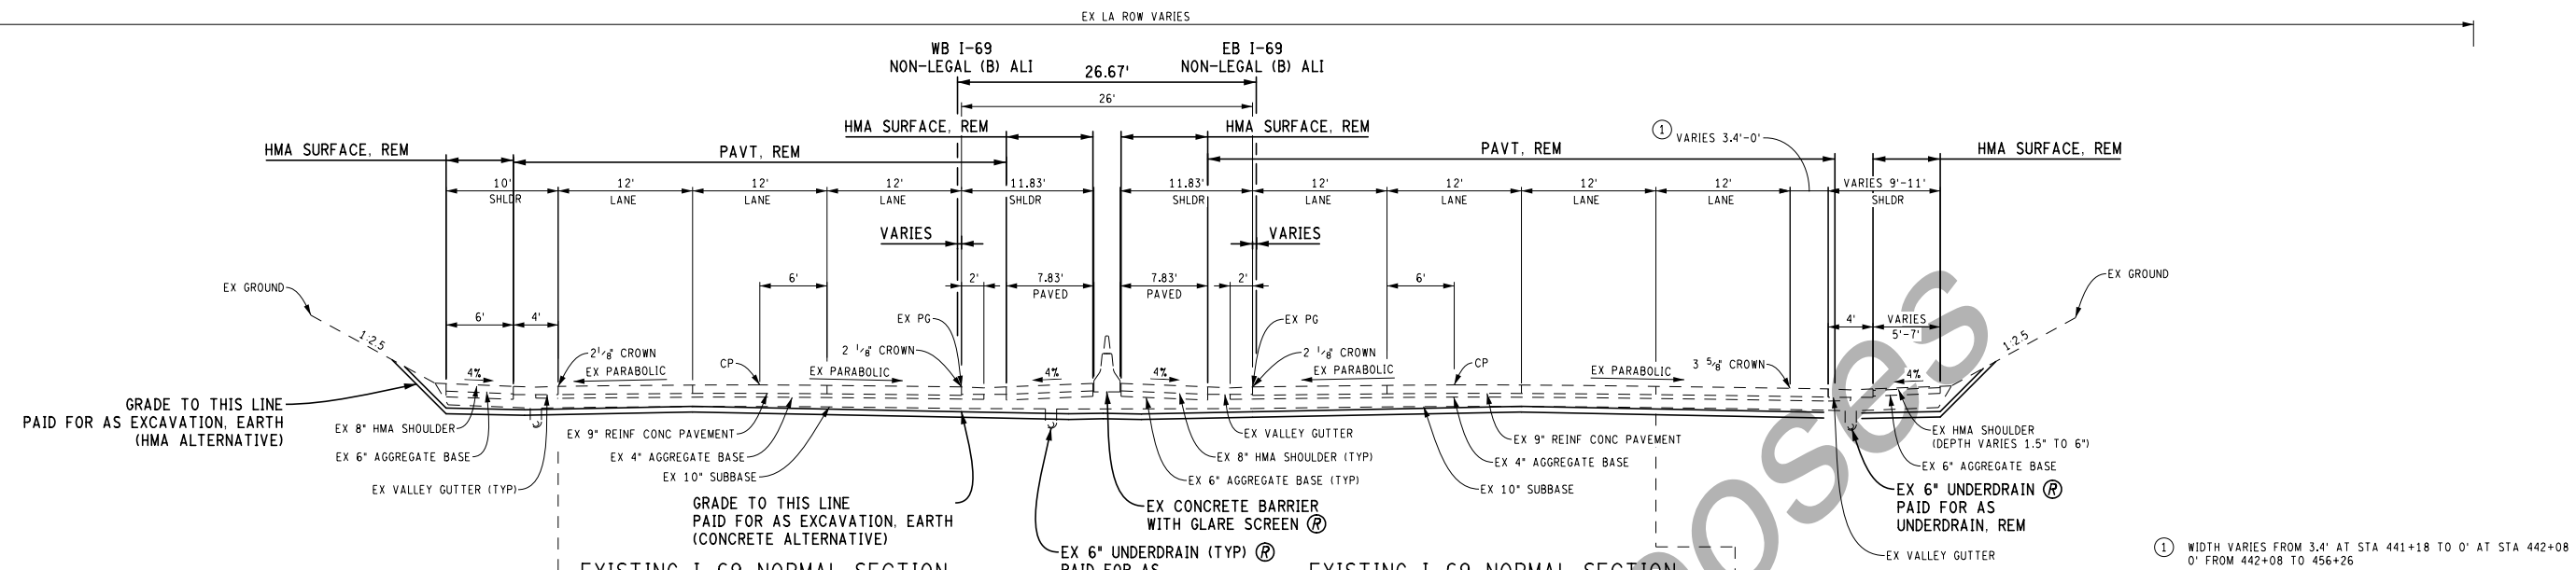 EX LA ROW VARIES
WB I-69
NON-LEGAL (B) ALI
EB I-69
NON-LEGAL (B) ALI
26.67'
26'
HMA SURFACE, REM
HMA SURFACE, REM
HMA SURFACE, REM
PAVT, REM
1 VARIES 3.4'-0'
PAVT, REM
HMA SURFACE, REM
10'
SHLDR
12'
LANE
12'
LANE
12'
LANE
11.83'
SHLDR
11.83'
SHLDR
12'
LANE
12'
LANE
12'
LANE
12'
LANE
VARIES 9'-11'
SHLDR
VARIES
VARIES
6'
2'
7.83'
PAVED
7.83'
PAVED
2'
6'
EX GROUND
EX GROUND
6'
4'
EX PG
EX PG
4'
VARIES
5'-7'
1:2.5
1:2.5
2 1/8" CROWN
EX PARABOLIC
CP
2 1/8" CROWN
EX PARABOLIC
2 1/8" CROWN
EX PARABOLIC
CP
3 5/8" CROWN
EX PARABOLIC
4%
4%
4%
4%
GRADE TO THIS LINE
PAID FOR AS EXCAVATION, EARTH
(HMA ALTERNATIVE)
EX 8" HMA SHOULDER
EX 6" AGGREGATE BASE
EX VALLEY GUTTER (TYP)
EX 9" REINF CONC PAVEMENT
EX 4" AGGREGATE BASE
EX 10" SUBBASE
GRADE TO THIS LINE
PAID FOR AS EXCAVATION, EARTH
(CONCRETE ALTERNATIVE)
EX VALLEY GUTTER
EX 8" HMA SHOULDER (TYP)
EX 6" AGGREGATE BASE (TYP)
EX CONCRETE BARRIER
WITH GLARE SCREEN Ⓡ
EX 6" UNDERDRAIN (TYP) Ⓡ
PAID FOR AS
EX 9" REINF CONC PAVEMENT
EX 4" AGGREGATE BASE
EX 10" SUBBASE
EX HMA SHOULDER
(DEPTH VARIES 1.5" TO 6")
EX 6" AGGREGATE BASE
EX 6" UNDERDRAIN Ⓡ
PAID FOR AS
UNDERDRAIN, REM
EX VALLEY GUTTER
EXISTING I-69 NORMAL SECTION
EXISTING I-69 NORMAL SECTION
1 WIDTH VARIES FROM 3.4' AT STA 441+18 TO 0' AT STA 442+08
0' FROM 442+08 TO 456+26